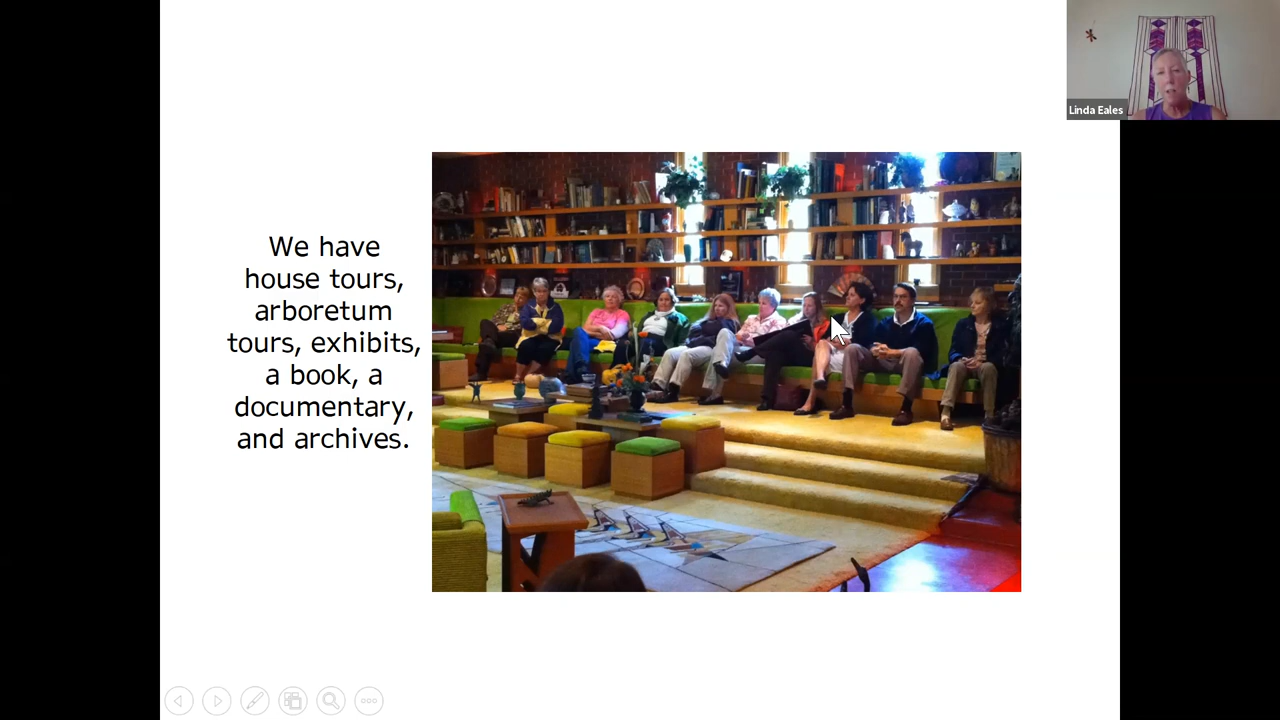 We have
house tours,
arboretum
tours, exhibits,
a book, a
documentary,
and archives.
Linda Eales